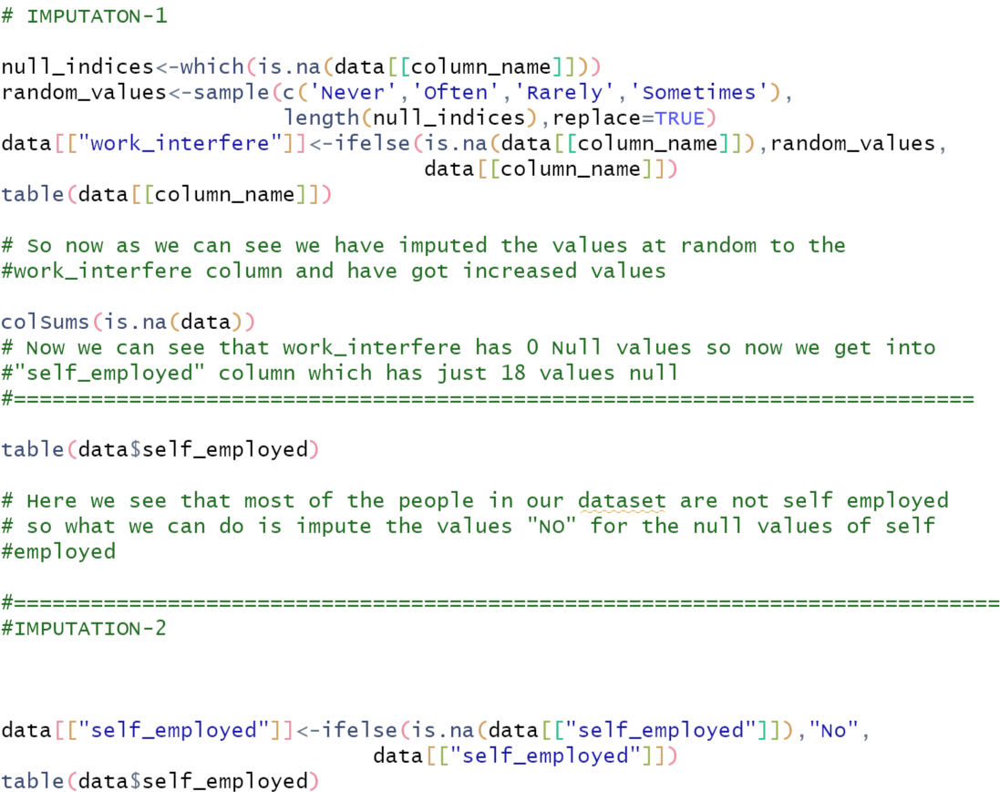 # IMPUTATON-1
null_indices<-which(is.na(data[[column_name]]))
random_values<-sample(c('Never','Often','Rarely','Sometimes'),
length(null_indices),replace=TRUE)
data[["work_interfere"]]<-ifelse(is.na(data[[column_name]]),random_values,
data[[column_name]])
table(data[[column_name]])
# So now as we can see we have imputed the values at random to the
#work_interfere column and have got increased values
colSums(is.na(data))
# Now we can see that work_interfere has 0 Null values so now we get into
#"self_employed" column which has just 18 values null
#===========================================================================
table(data$self_employed)
# Here we see that most of the people in our dataset are not self employed
# so what we can do is impute the values "NO" for the null values of self
#employed
#=============================================================================
#IMPUTATION-2
data[["self_employed"]]<-ifelse(is.na(data[["self_employed"]]),"No",
data[["self_employed"]])
table(data$self_employed)